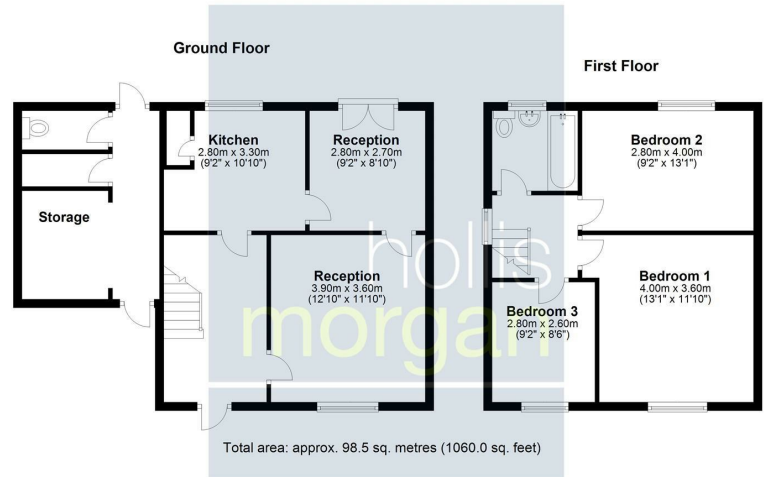 Ground Floor
First Floor
Kitchen
2.80m x 3.30m
(9'2" x 10'10")
Reception
2.80m x 2.70m
(9'2" x 8'10")
Bedroom 2
2.80m x 4.00m
(9'2" x 13'1")
Storage
hollis
morgan
Reception
3.90m x 3.60m
(12'10" x 11'10")
Bedroom 1
4.00m x 3.60m
(13'1" x 11'10")
Bedroom 3
2.80m x 2.60m
(9'2" x 8'6")
Total area: approx. 98.5 sq. metres (1060.0 sq. feet)